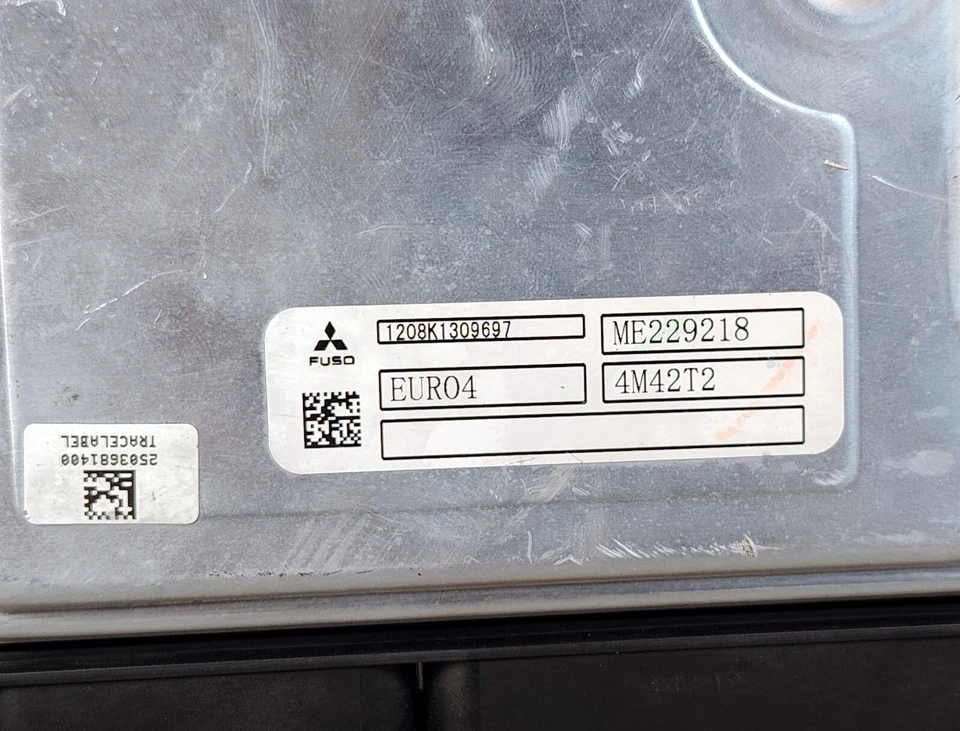 FUSO
1208K1309697
ME229218
EURO4
4M42T2
2503681400
TRACELABEL